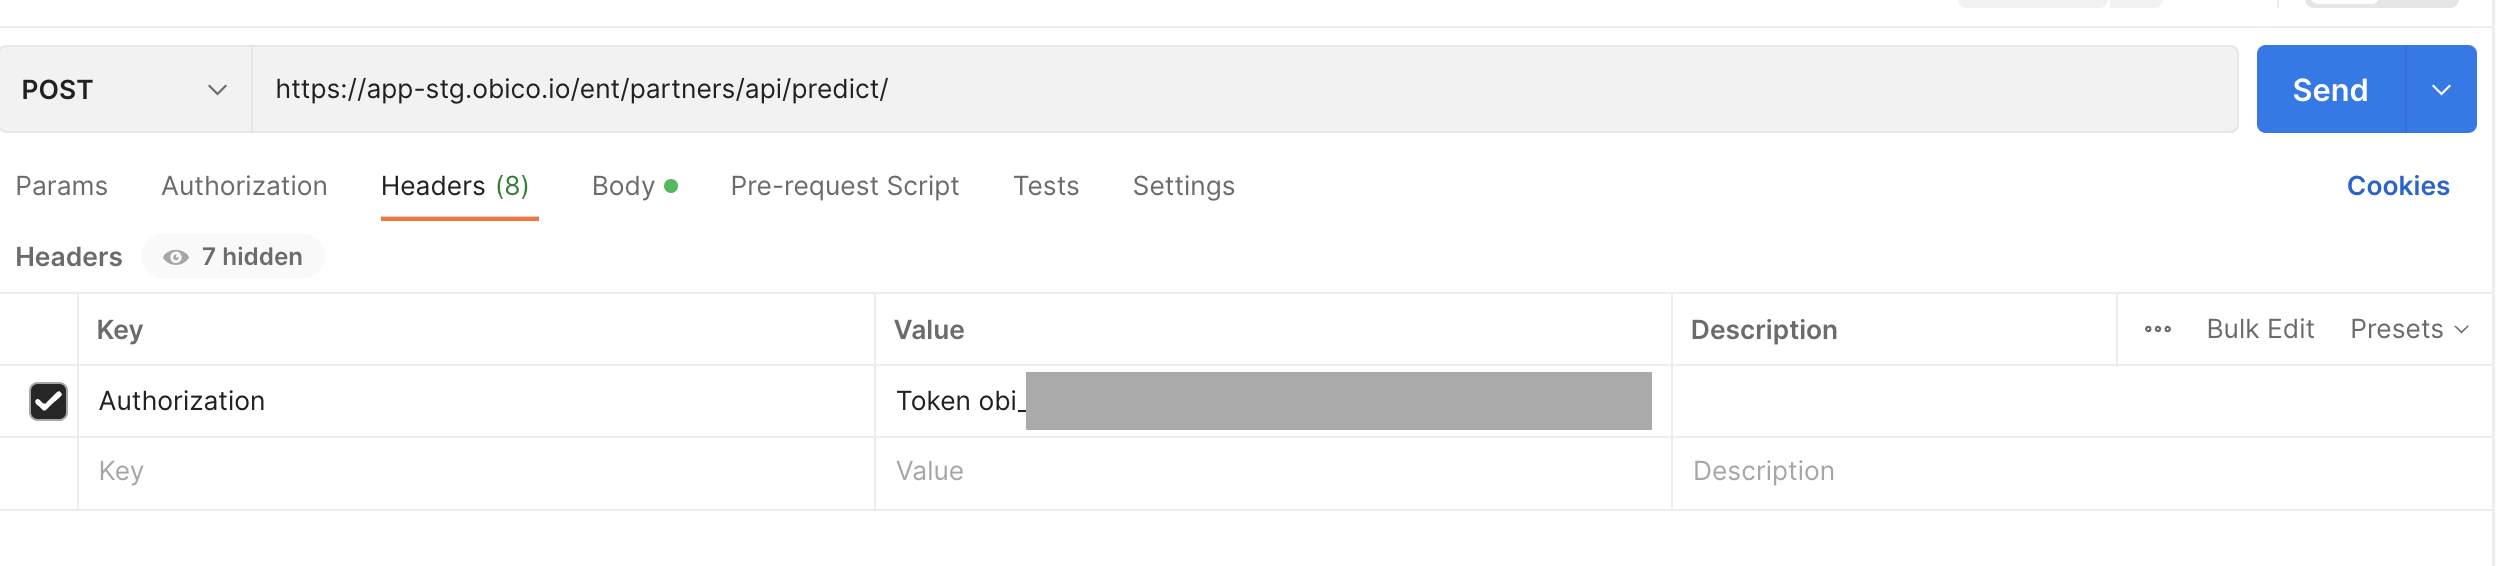 POST https://app-stg.obico.io/ent/partners/api/predict/ Send
Params Authorization Headers (8) Body Pre-request Script Tests Settings Cookies
Headers 7 hidden
Key Value Description Bulk Edit Presets
Authorization Token obi_
Key Value Description